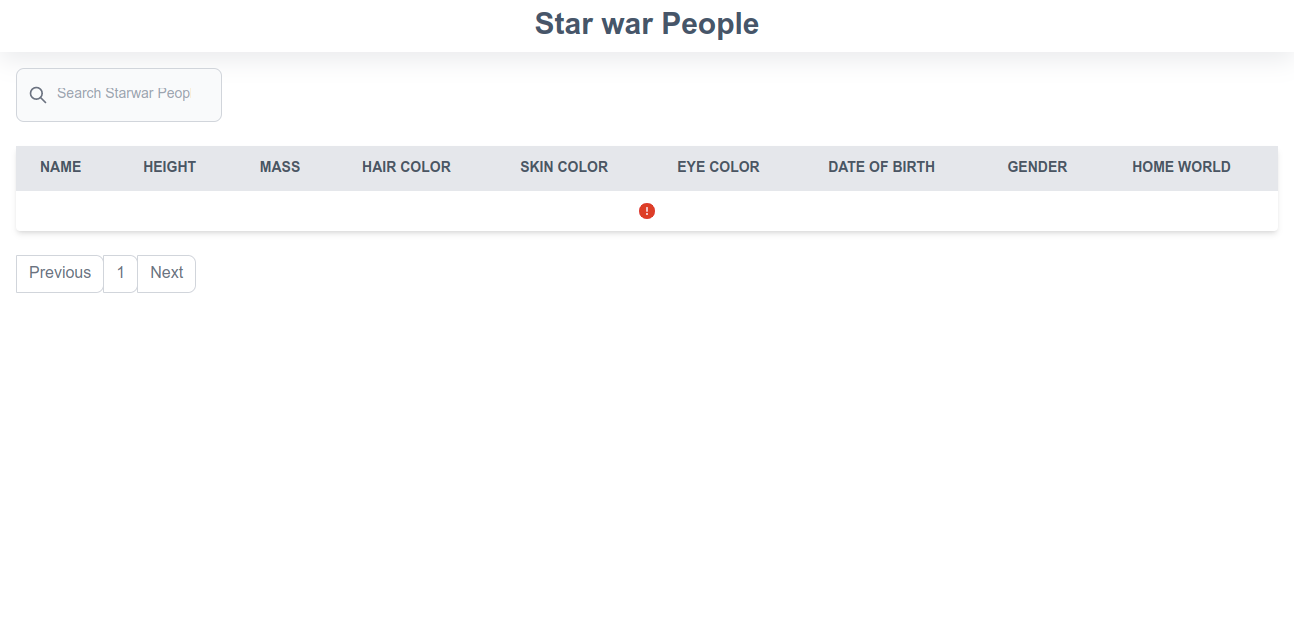 Star war People
Search Starwar Peop
NAME HEIGHT MASS HAIR COLOR SKIN COLOR EYE COLOR DATE OF BIRTH GENDER HOME WORLD
Previous 1 Next